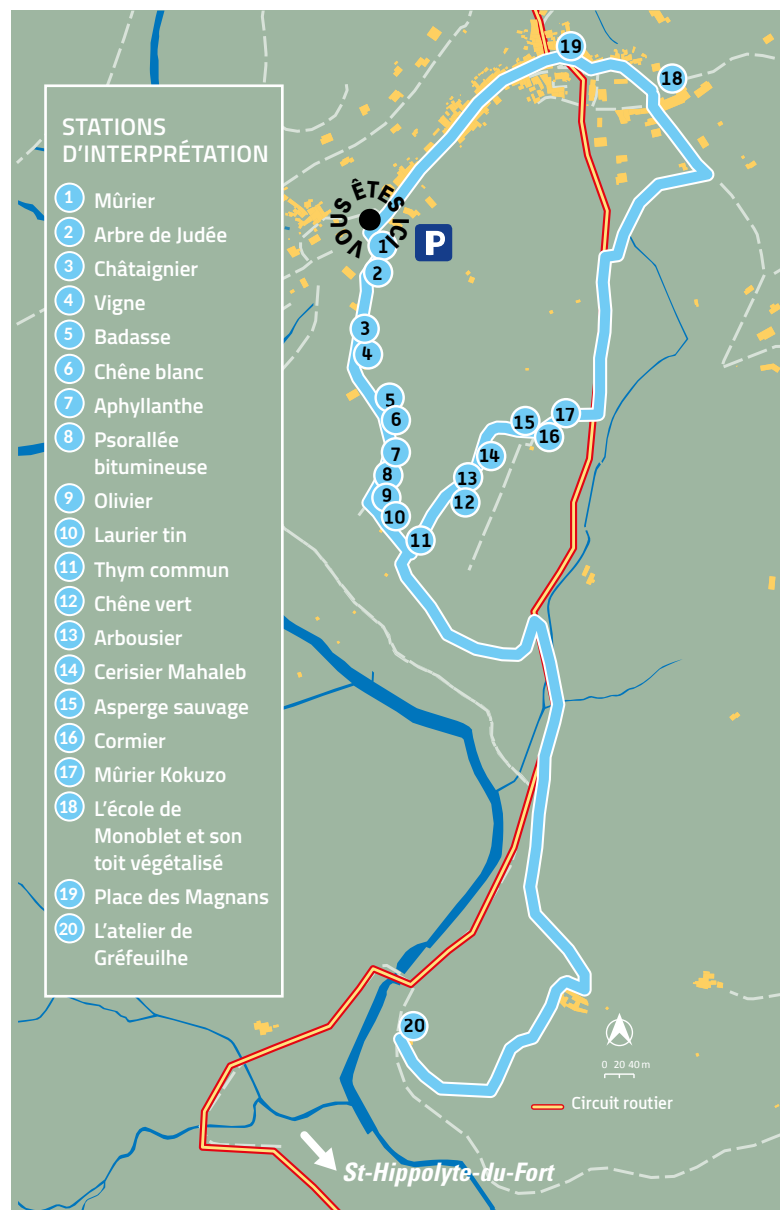 STATIONS
D'INTERPRÉTATION
1 Mûrier
2 Arbre de Judée
3 Châtaignier
4 Vigne
5 Badasse
6 Chêne blanc
7 Aphyllanthe
8 Psorallée
bitumineuse
9 Olivier
10 Laurier tin
11 Thym commun
12 Chêne vert
13 Arbousier
14 Cerisier Mahaleb
15 Asperge sauvage
16 Cormier
17 Mûrier Kokuzo
18 L'école de
Monoblet et son
toit végétalisé
19 Place des Magnans
20 L'atelier de
Gréfeuilhe
19
18
VOUS ÊTES ICI
1
P
2
3
4
5
6
7
8
9
10
11
12
13
14
15
16
17
20
0 20 40 m
Circuit routier
St-Hippolyte-du-Fort